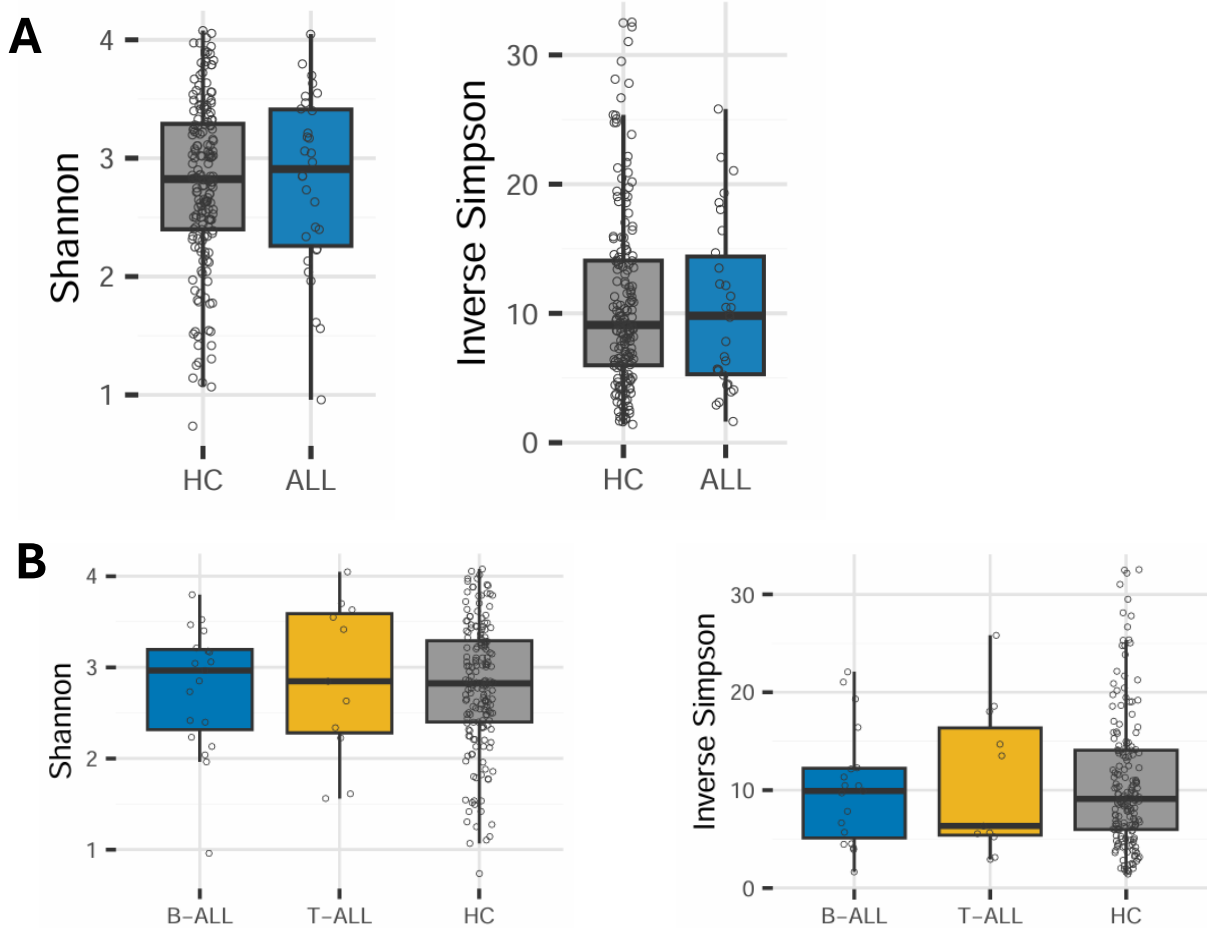 A
Shannon
4
3
2
1
HC ALL
Inverse Simpson
30
20
10
0
HC ALL
B
Shannon
4
3
2
1
B-ALL T-ALL HC
Inverse Simpson
30
20
10
0
B-ALL T-ALL HC